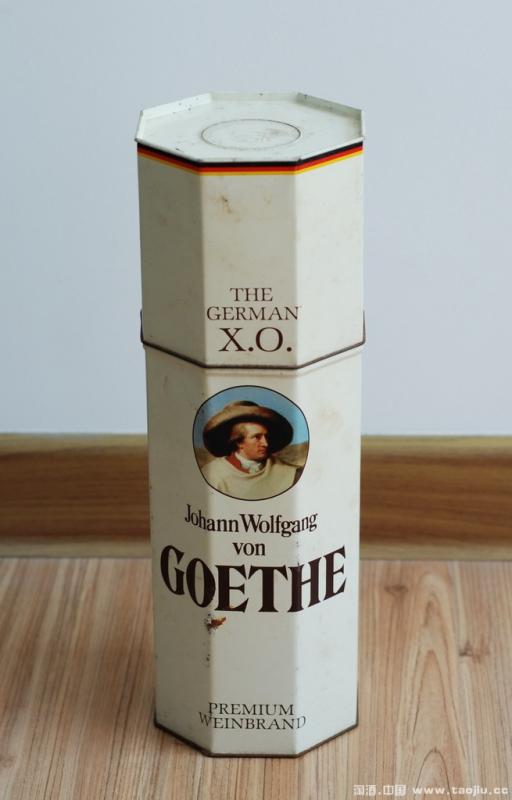 THE
GERMAN
X.O.
Johann Wolfgang
von
GOETHE
PREMIUM
WEINBRAND
淘酒.中国 www.taojiu.cc